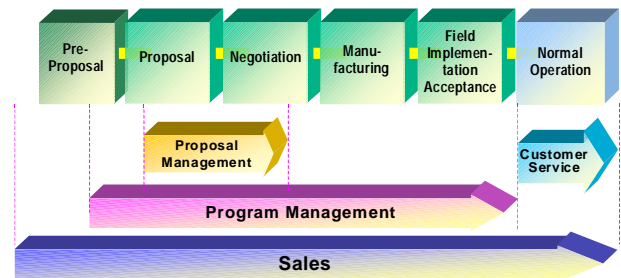 Pre-
Proposal
Proposal
Negotiation
Manu-
facturing
Field
Implemen-
tation
Acceptance
Normal
Operation
Proposal
Management
Customer
Service
Program Management
Sales